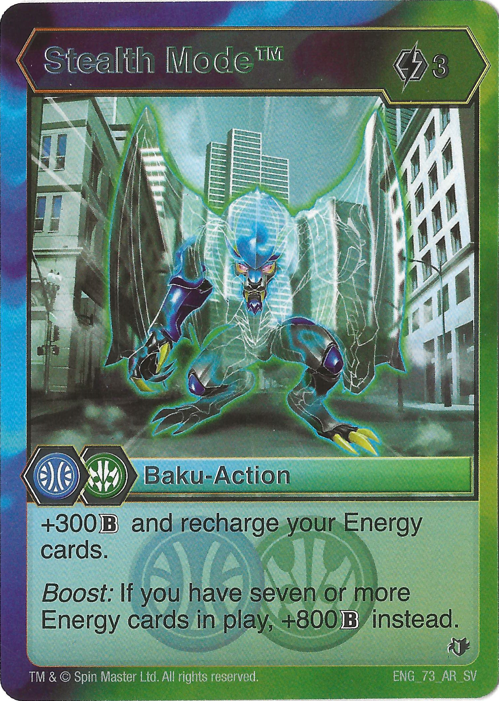 Stealth Mode™ 3
Baku-Action
+300B and recharge your Energy
cards.
Boost: If you have seven or more
Energy cards in play, +800B instead.
TM & © Spin Master Ltd. All rights reserved. ENG_73_AR_SV